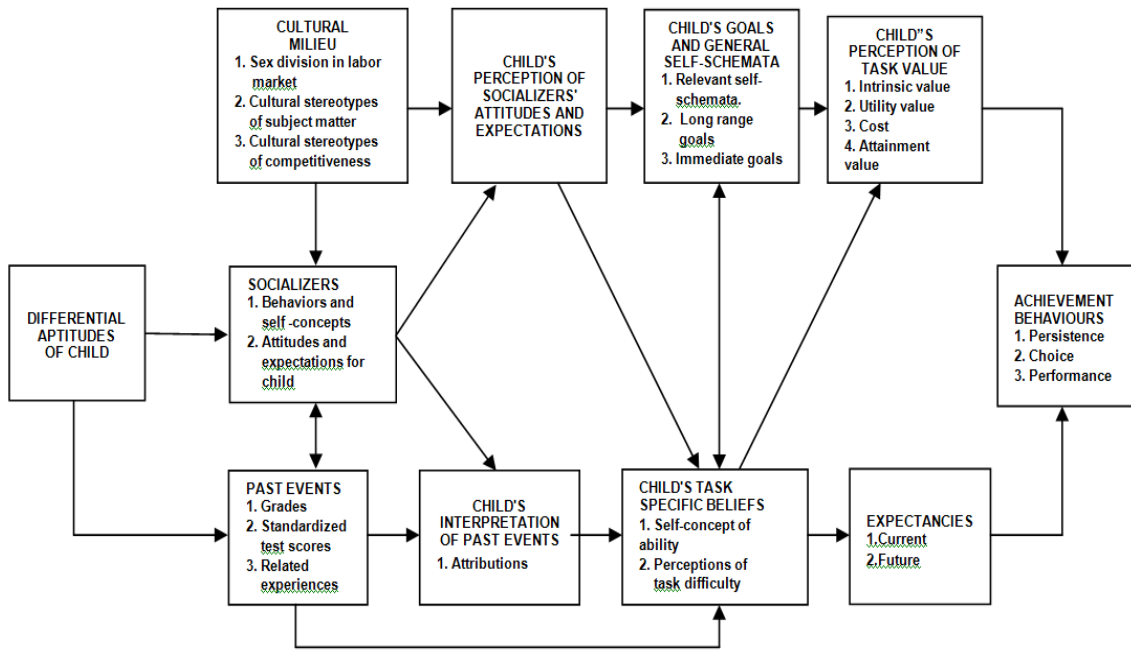 CULTURAL
MILIEU
1. Sex division in labor
market
2. Cultural stereotypes
of subject matter
3. Cultural stereotypes
of competitiveness
CHILD'S
PERCEPTION OF
SOCIALIZERS'
ATTITUDES AND
EXPECTATIONS
CHILD'S GOALS
AND GENERAL
SELF-SCHEMATA
1. Relevant self-
schemata.
2. Long range
goals
3. Immediate goals
CHILD"S
PERCEPTION OF
TASK VALUE
1. Intrinsic value
2. Utility value
3. Cost
4. Attainment
value
DIFFERENTIAL
APTITUDES
OF CHILD
SOCIALIZERS
1. Behaviors and
self -concepts
2. Attitudes and
expectations for
child
ACHIEVEMENT
BEHAVIOURS
1. Persistence
2. Choice
3. Performance
PAST EVENTS
1. Grades
2. Standardized
test scores
3. Related
experiences
CHILD'S
INTERPRETATION
OF PAST EVENTS
1. Attributions
CHILD'S TASK
SPECIFIC BELIEFS
1. Self-concept of
ability
2. Perceptions of
task difficulty
EXPECTANCIES
1.Current
2.Future